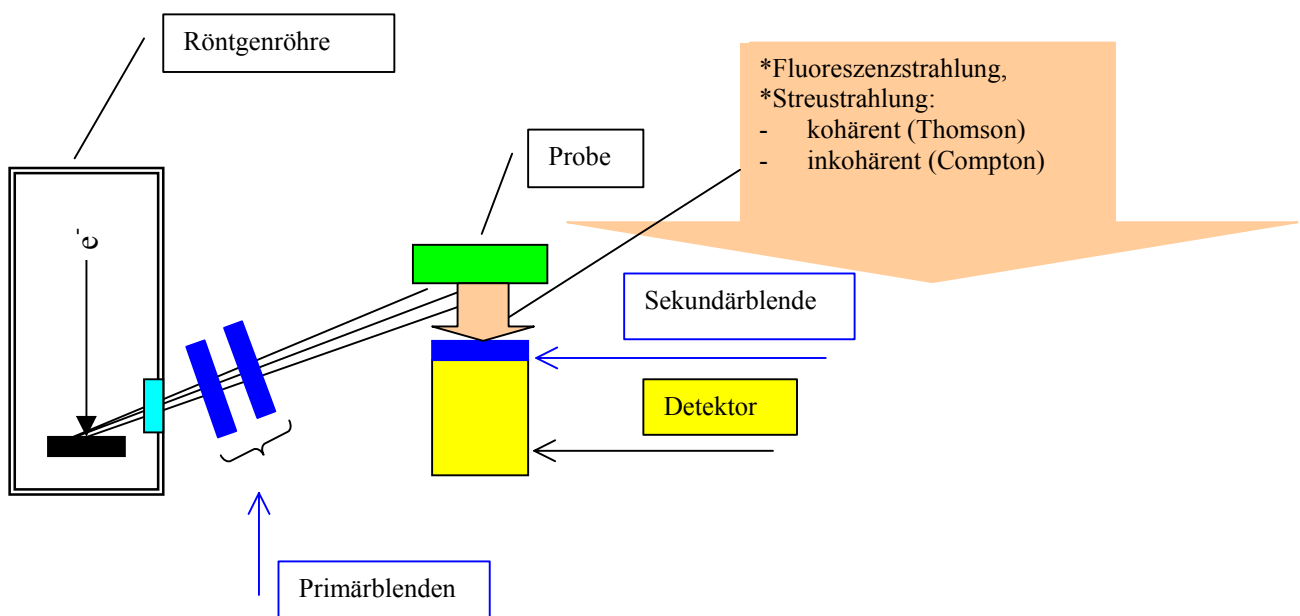 Röntgenröhre
*Fluoreszenzstrahlung,
*Streustrahlung:
- kohärent (Thomson)
- inkohärent (Compton)
Probe
e-
Sekundärblende
Detektor
Primärblenden